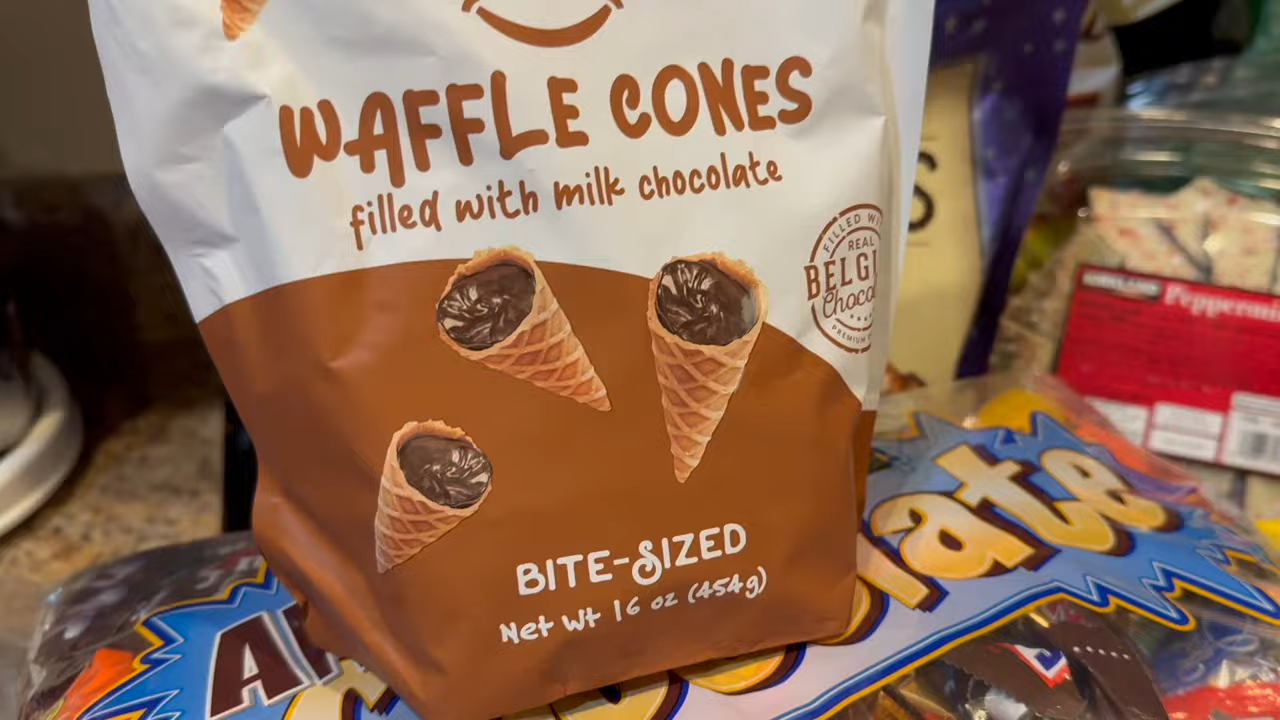 WAFFLE CONES
filled with milk chocolate
FILLED WI
REAL
BELGI
Choco
PREMIUM
BITE-SIZED
Net Wt 16 oz (454g)
S
KIRKLAND Peppermi
ate
A